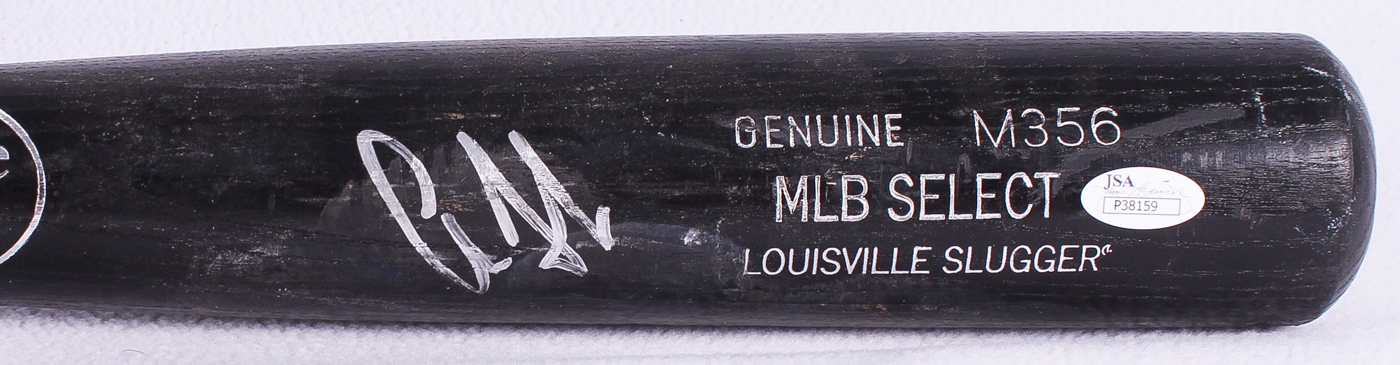 GENUINE M356
MLB SELECT
LOUISVILLE SLUGGER
JSA
P38159